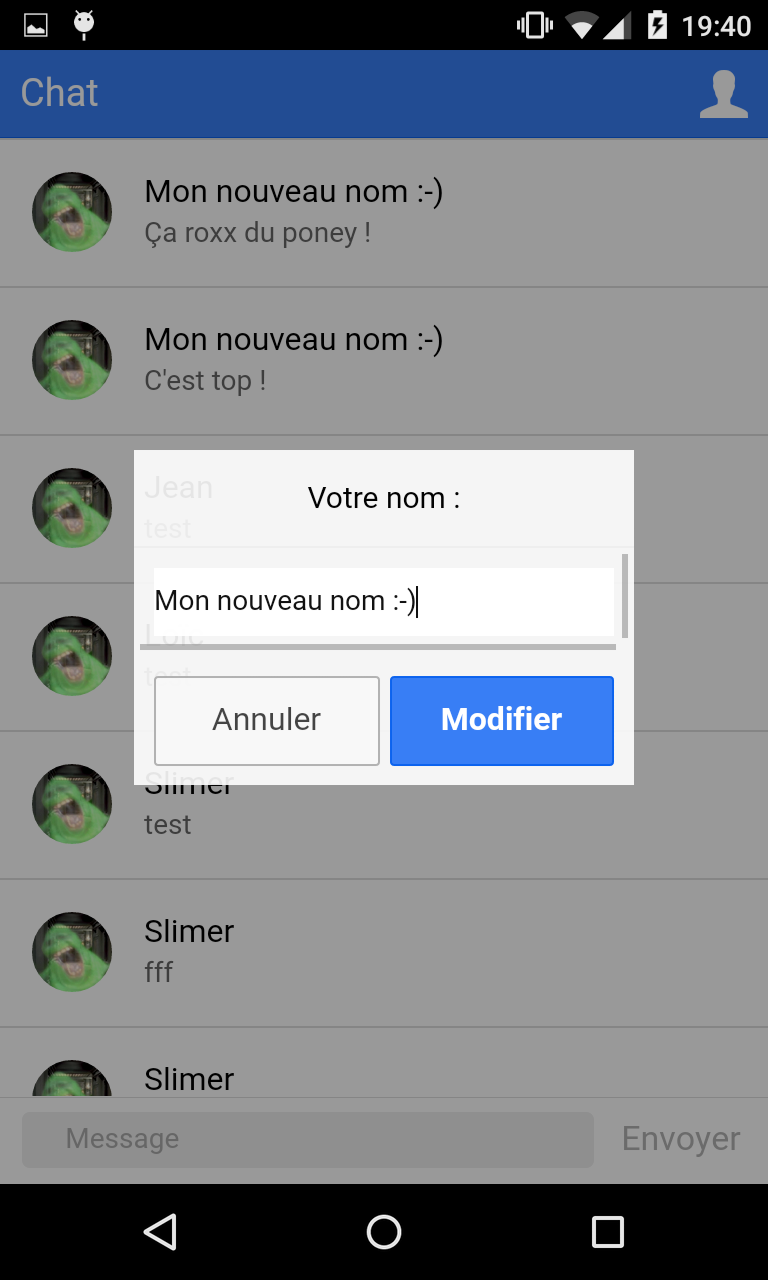 19:40
Chat
Mon nouveau nom :-)
Ça roxx du poney !
Mon nouveau nom :-)
C'est top !
Jean
test
Votre nom :
Mon nouveau nom :-)
Loïc
test
Annuler
Modifier
Slimer
test
Slimer
fff
Slimer
Message
Envoyer